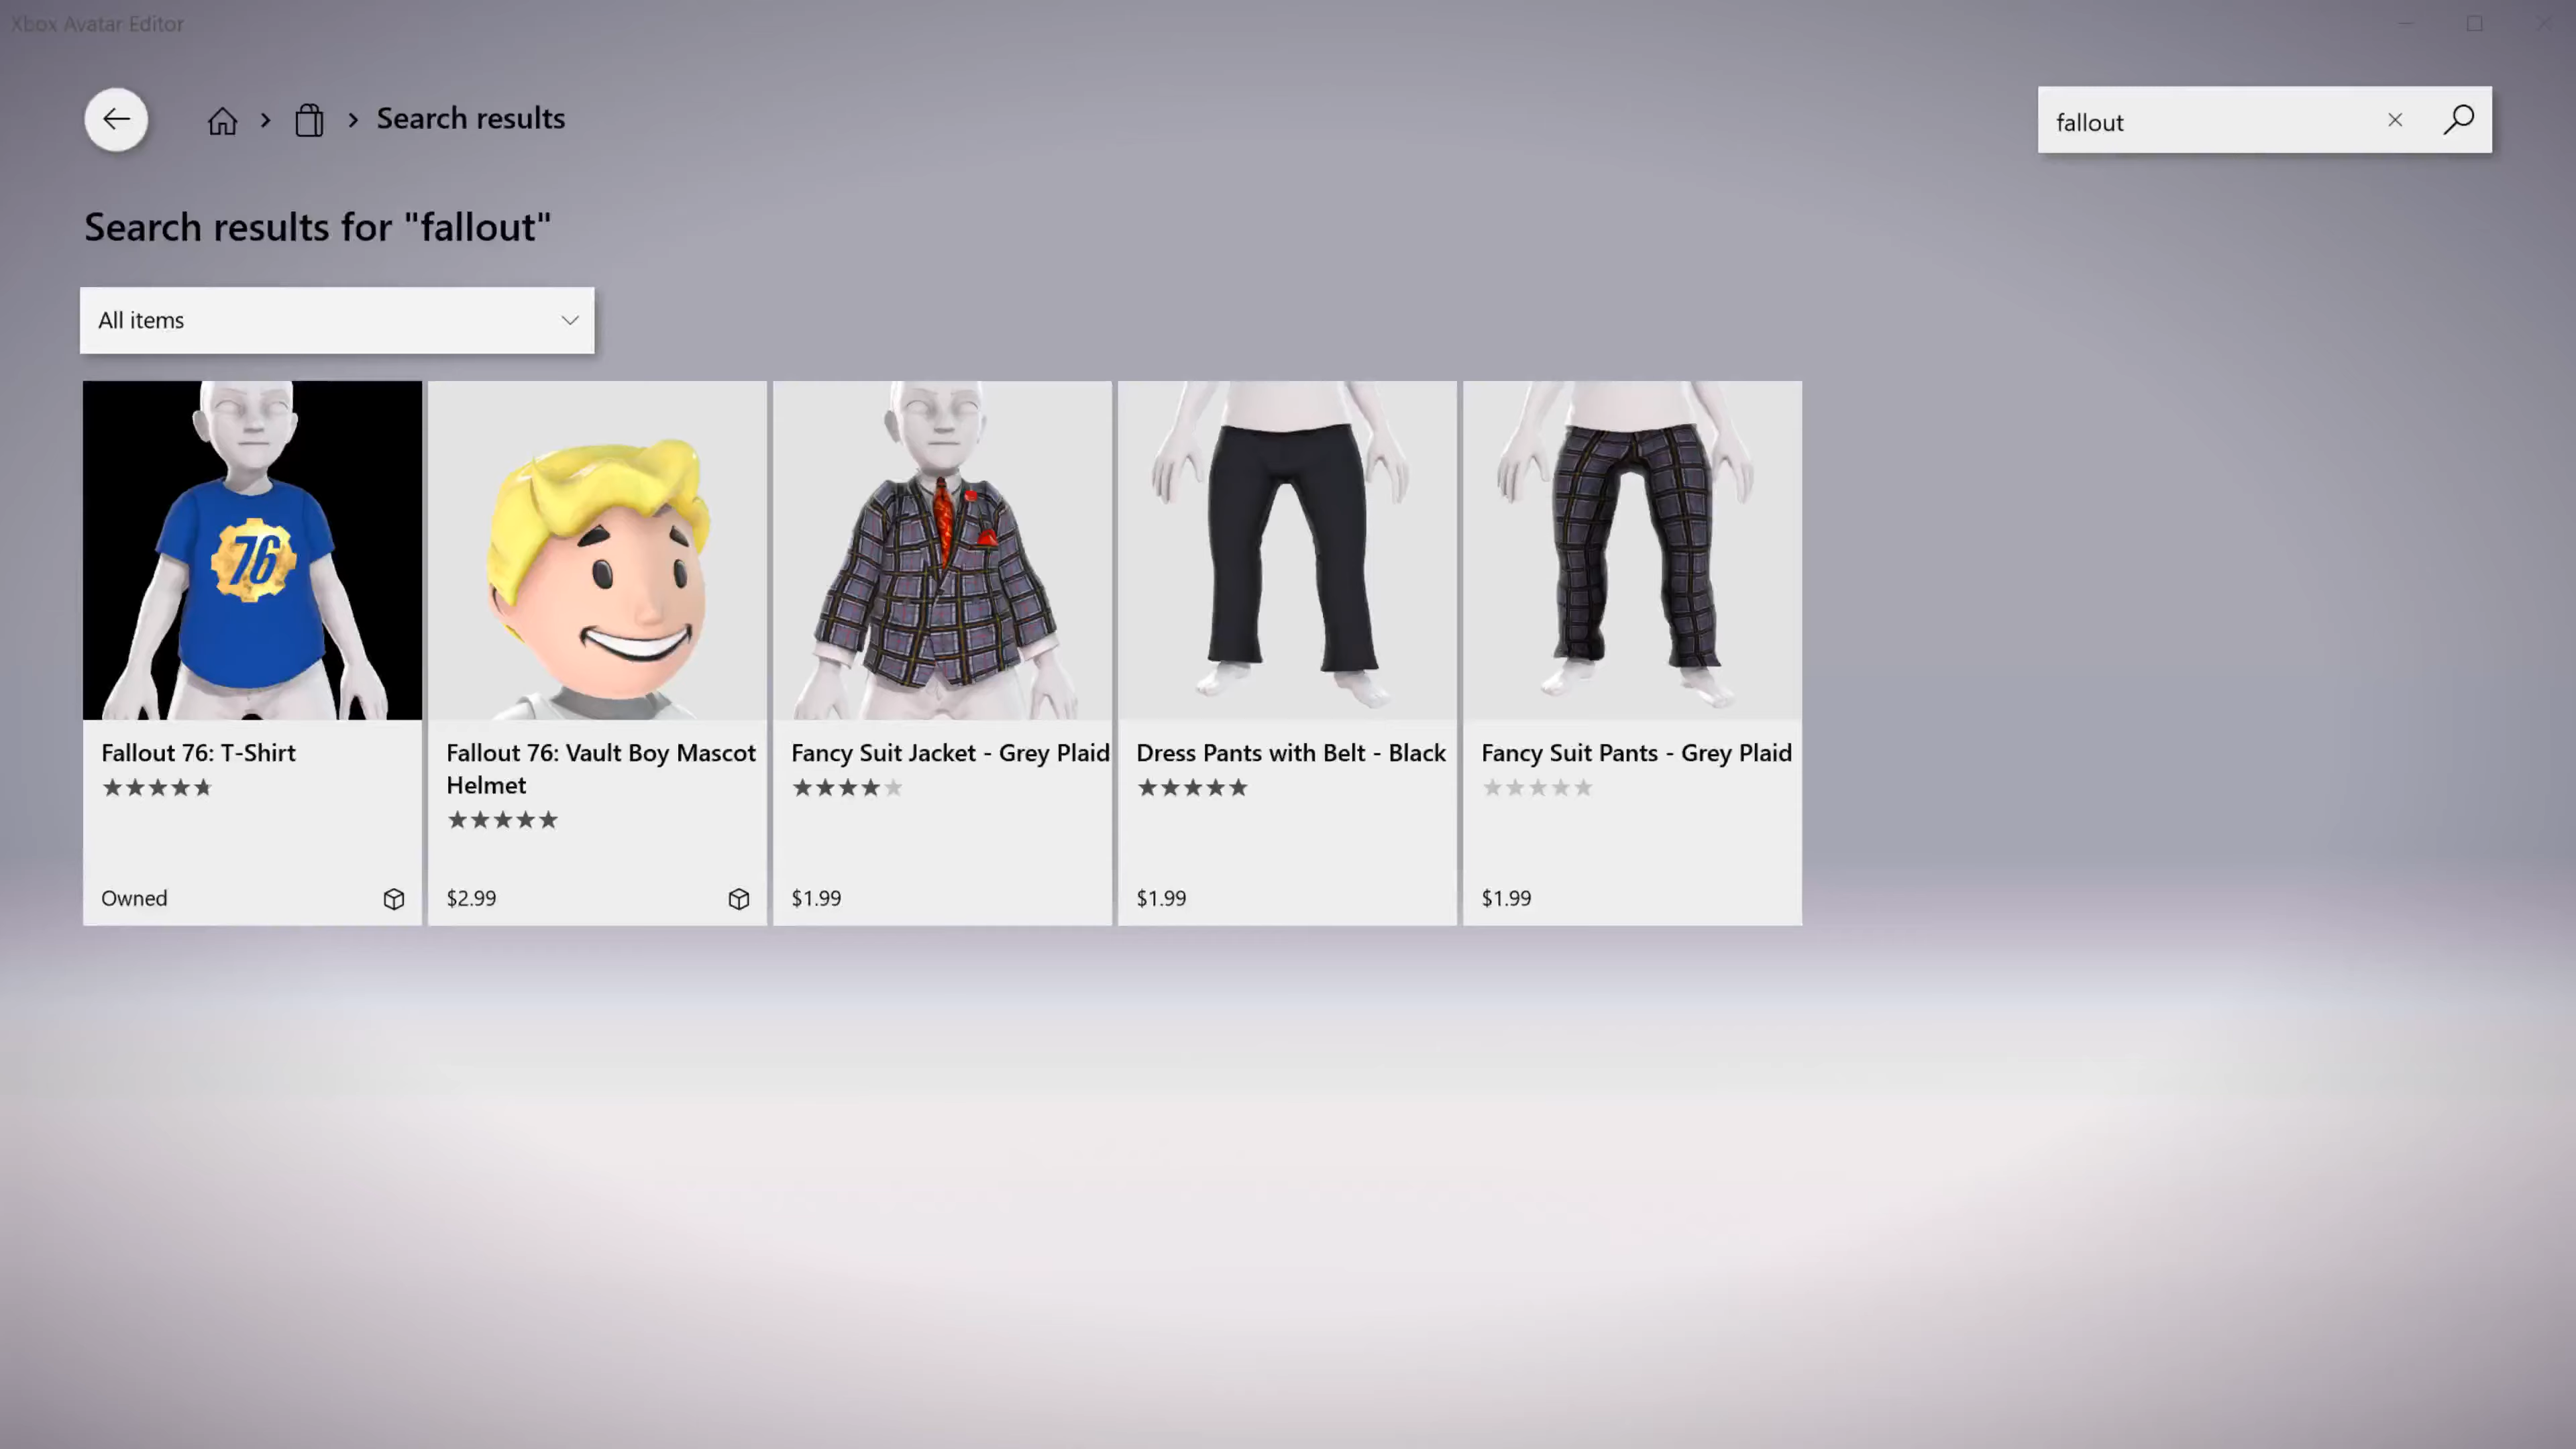 Xbox Avatar Editor
Search results
fallout
Search results for "fallout"
All items
76
Fallout 76: T-Shirt
Owned
Fallout 76: Vault Boy Mascot
Helmet
$2.99
Fancy Suit Jacket - Grey Plaid
$1.99
Dress Pants with Belt - Black
$1.99
Fancy Suit Pants - Grey Plaid
$1.99